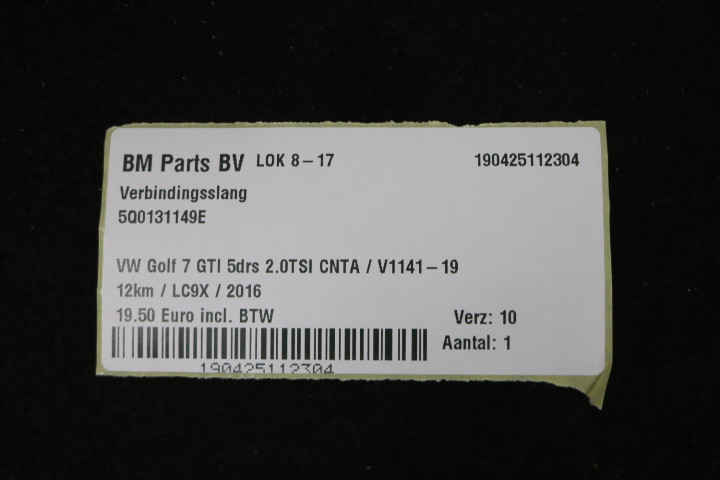 BM Parts BV LOK 8-17 190425112304
Verbindingsslang
5Q0131149E
VW Golf 7 GTI 5drs 2.0TSI CNTA / V1141-19
12km / LC9X / 2016
19.50 Euro incl. BTW Verz: 10
Aantal: 1
190425112304